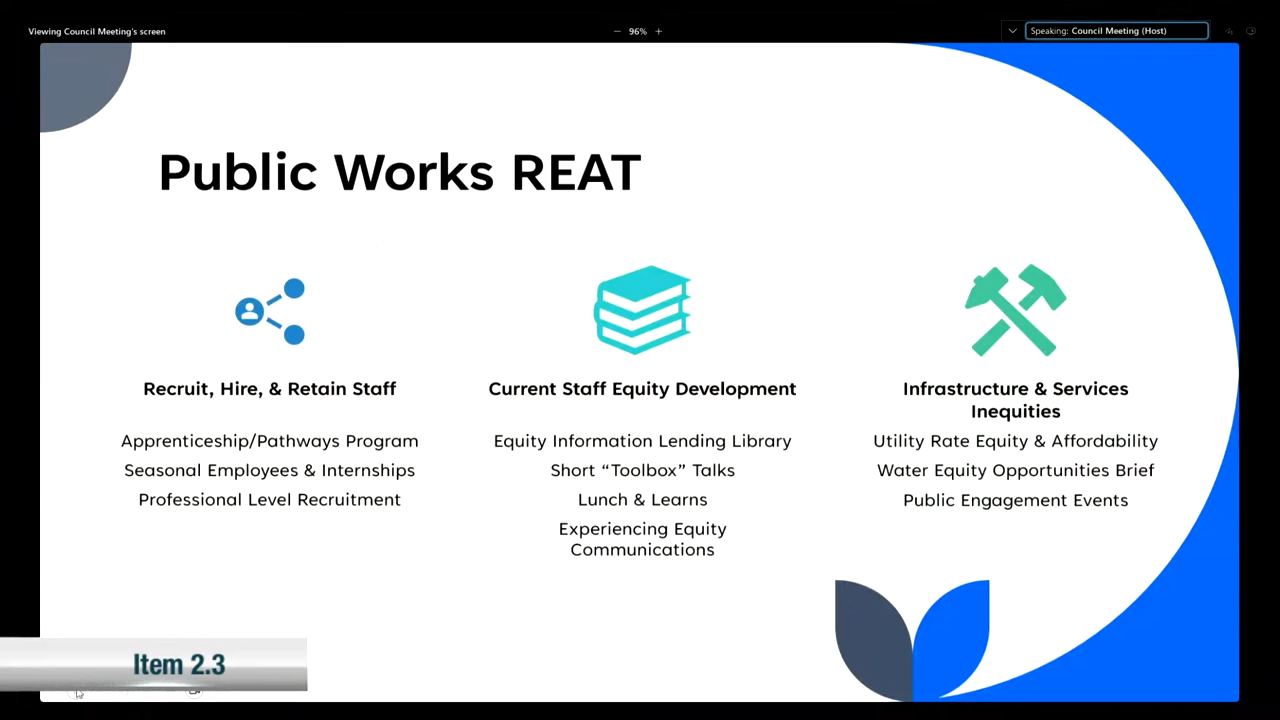 Viewing Council Meeting's screen
96%
Speaking: Council Meeting (Host)
Public Works REAT
Recruit, Hire, & Retain Staff
Apprenticeship/Pathways Program
Seasonal Employees & Internships
Professional Level Recruitment
Current Staff Equity Development
Equity Information Lending Library
Short “Toolbox” Talks
Lunch & Learns
Experiencing Equity
Communications
Infrastructure & Services
Inequities
Utility Rate Equity & Affordability
Water Equity Opportunities Brief
Public Engagement Events
Item 2.3